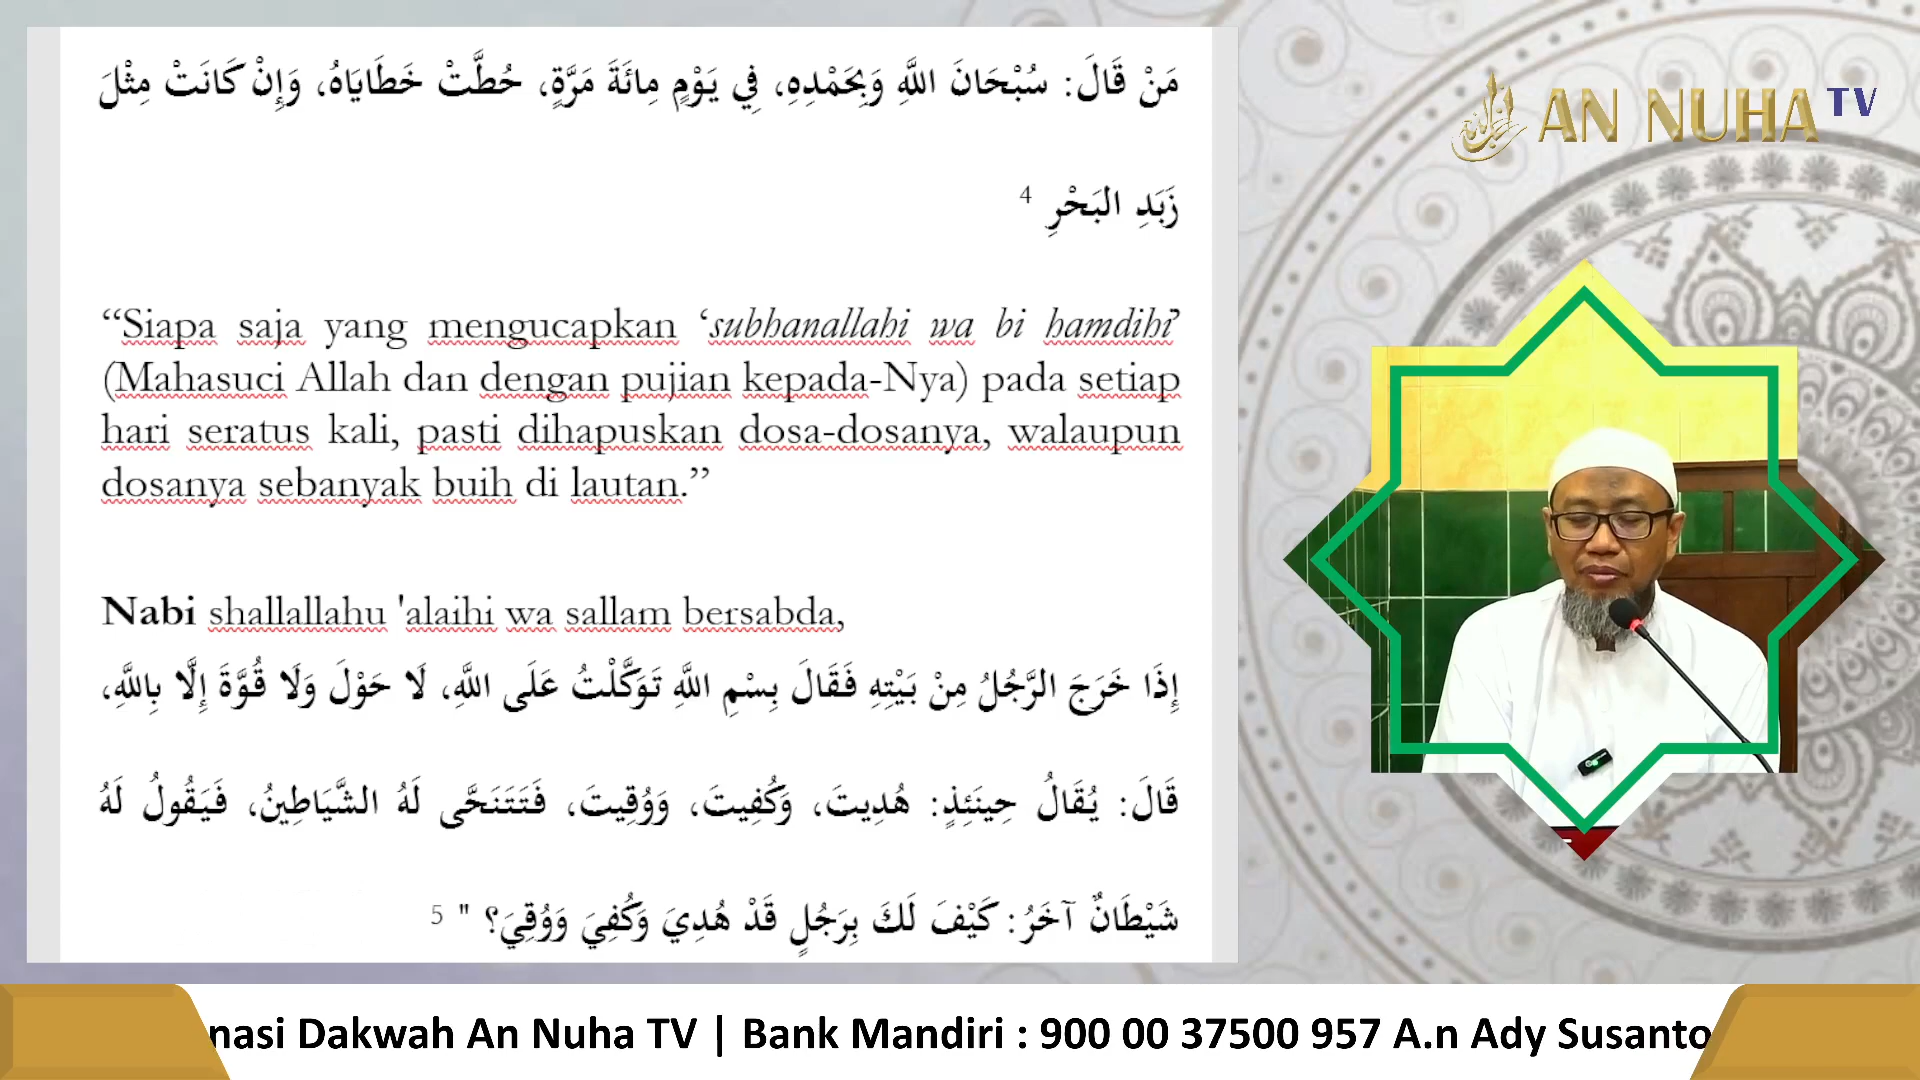 مَنْ قَالَ: سُبْحَانَ اللَّهِ وَبِحَمْدِهِ، فِي يَوْمٍ مِائَةَ مَرَّةٍ، حُطَّتْ خَطَايَاهُ، وَإِنْ كَانَتْ مِثْلَ
زَبَدِ البَحْرِ 4
“Siapa saja yang mengucapkan ‘subhanallahi wa bi hamdihi’
(Mahasuci Allah dan dengan pujian kepada-Nya) pada setiap
hari seratus kali, pasti dihapuskan dosa-dosanya, walaupun
dosanya sebanyak buih di lautan.”
Nabi shallallahu 'alaihi wa sallam bersabda,
إِذَا خَرَجَ الرَّجُلُ مِنْ بَيْتِهِ فَقَالَ بِسْمِ اللَّهِ تَوَكَّلْتُ عَلَى اللَّهِ، لَا حَوْلَ وَلَا قُوَّةَ إِلَّا بِاللَّهِ،
قَالَ: يُقَالُ حِينَئِذٍ: هُدِيتَ، وَكُفِيتَ، وَوُقِيتَ، فَتَتَنَحَّى لَهُ الشَّيَاطِينُ، فَيَقُولُ لَهُ
شَيْطَانٌ آخَرُ: كَيْفَ لَكَ بِرَجُلٍ قَدْ هُدِيَ وَكُفِيَ وَوُقِيَ؟ " 5
AN NUHA TV
nasi Dakwah An Nuha TV | Bank Mandiri : 900 00 37500 957 A.n Ady Susanto